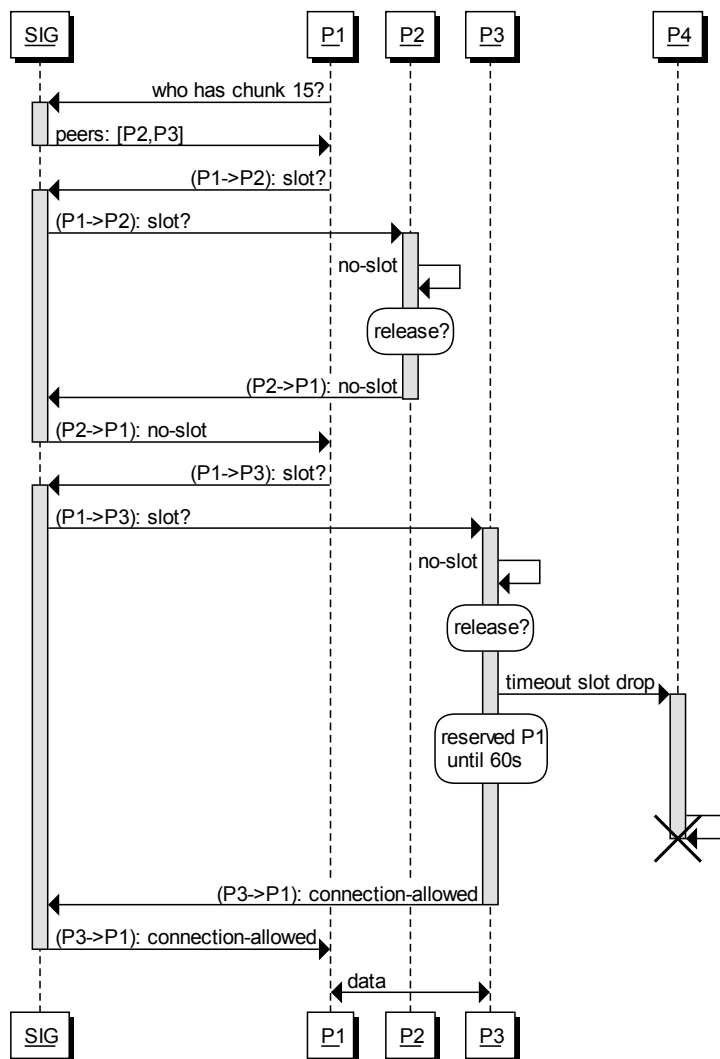 SIG
P1
P2
P3
P4
who has chunk 15?
peers: [P2,P3]
(P1->P2): slot?
(P1->P2): slot?
no-slot
release?
(P2->P1): no-slot
(P2->P1): no-slot
(P1->P3): slot?
(P1->P3): slot?
no-slot
release?
timeout slot drop
reserved P1
until 60s
(P3->P1): connection-allowed
(P3->P1): connection-allowed
data
SIG
P1
P2
P3